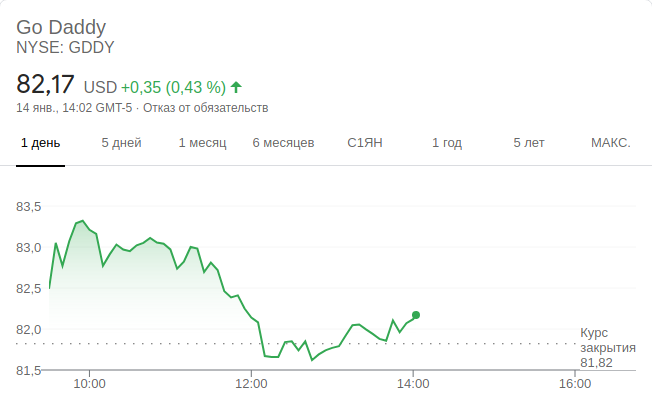 Go Daddy
NYSE: GDDY
82,17 USD +0,35 (0,43 %)
14 янв., 14:02 GMT-5 · Отказ от обязательств
1 день 5 дней 1 месяц 6 месяцев С1ЯН 1 год 5 лет МАКС.
83,5
83,0
82,5
82,0
Курс
закрытия
81,82
81,5
10:00 12:00 14:00 16:00